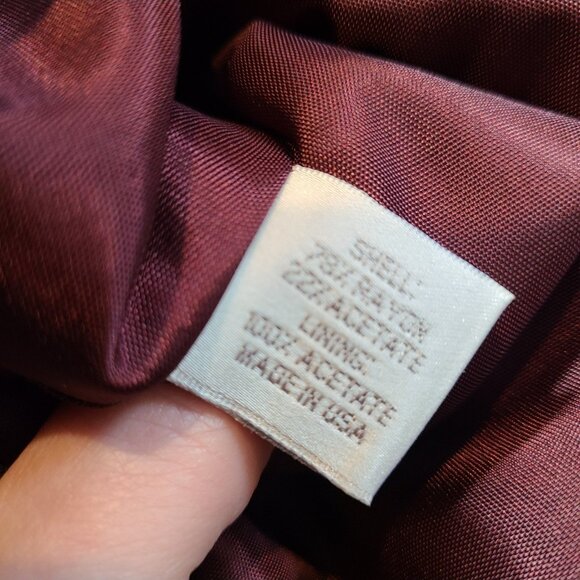 SHELL:
78% RAYON
22% ACETATE
LINING:
100% ACETATE
MADE IN USA